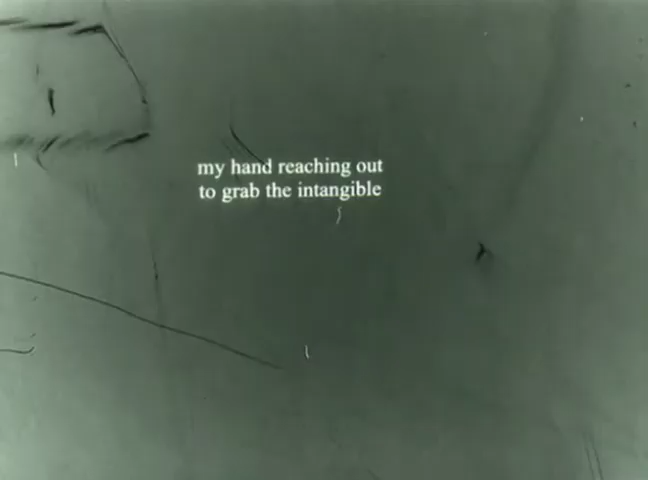 my hand reaching out
to grab the intangible